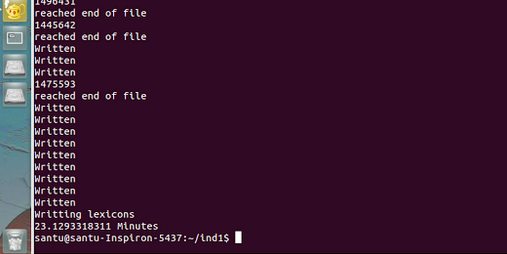 1496431
reached end of file
1445642
reached end of file
Written
Written
Written
1475593
reached end of file
Written
Written
Written
Written
Written
Written
Written
Written
Written
Writting lexicons
23.1293318311 Minutes
santu@santu-Inspiron-5437:~/ind1$